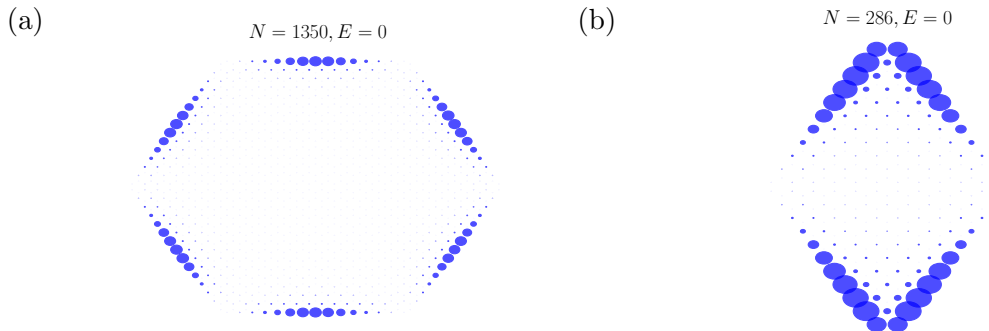 (a)
N = 1350, E = 0
(b)
N = 286, E = 0